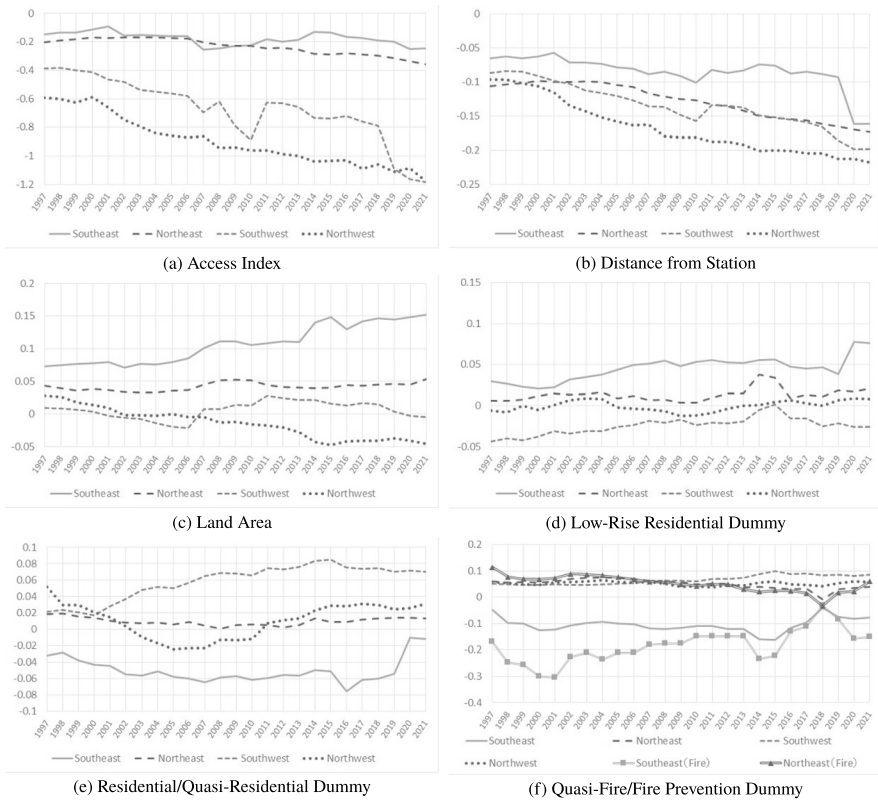 0
-0.2
-0.4
-0.6
-0.8
-1
-1.2
1997 1998 1999 2000 2001 2002 2003 2004 2005 2006 2007 2008 2009 2010 2011 2012 2013 2014 2015 2016 2017 2018 2019 2020 2021
Southeast Northeast Southwest Northwest
(a) Access Index
0
-0.05
-0.1
-0.15
-0.2
-0.25
1997 1998 1999 2000 2001 2002 2003 2004 2005 2006 2007 2008 2009 2010 2011 2012 2013 2014 2015 2016 2017 2018 2019 2020 2021
Southeast Northeast Southwest Northwest
(b) Distance from Station
0.2
0.15
0.1
0.05
0
-0.05
1997 1998 1999 2000 2001 2002 2003 2004 2005 2006 2007 2008 2009 2010 2011 2012 2013 2014 2015 2016 2017 2018 2019 2020 2021
Southeast Northeast Southwest Northwest
(c) Land Area
0.15
0.1
0.05
0
-0.05
1997 1998 1999 2000 2001 2002 2003 2004 2005 2006 2007 2008 2009 2010 2011 2012 2013 2014 2015 2016 2017 2018 2019 2020 2021
Southeast Northeast Southwest Northwest
(d) Low-Rise Residential Dummy
0.1
0.08
0.06
0.04
0.02
0
-0.02
-0.04
-0.06
-0.08
-0.1
1997 1998 1999 2000 2001 2002 2003 2004 2005 2006 2007 2008 2009 2010 2011 2012 2013 2014 2015 2016 2017 2018 2019 2020 2021
Southeast Northeast Southwest Northwest
(e) Residential/Quasi-Residential Dummy
0.2
0.1
0
-0.1
-0.2
-0.3
-0.4
1997 1998 1999 2000 2001 2002 2003 2004 2005 2006 2007 2008 2009 2010 2011 2012 2013 2014 2015 2016 2017 2018 2019 2020 2021
Southeast Northeast Southwest
Northwest Southeast(Fire) Northeast(Fire)
(f) Quasi-Fire/Fire Prevention Dummy